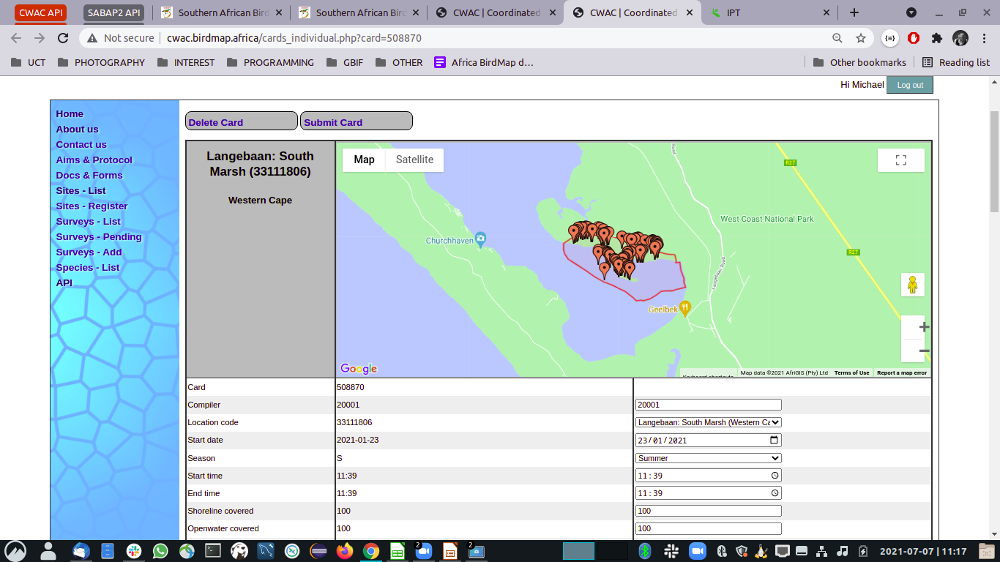 CWAC API
SABAP2 API
Southern African Bird
Southern African Bird
CWAC | Coordinated
CWAC | Coordinated
IPT
Not secure
cwac.birdmap.africa/cards_individual.php?card=508870
UCT
PHOTOGRAPHY
INTEREST
PROGRAMMING
GBIF
OTHER
Africa BirdMap d...
Other bookmarks
Reading list
Hi Michael
Log out
Home
About us
Contact us
Aims & Protocol
Docs & Forms
Sites - List
Sites - Register
Surveys - List
Surveys - Pending
Surveys - Add
Species - List
API
Delete Card
Submit Card
Langebaan: South
Marsh (33111806)
Western Cape
Map
Satellite
Road
R27
West Coast National Park
Churchhaven
R27
Langebaan Road
Geelbek
Google
Keyboard shortcuts
Map data ©2021 AfriGIS (Pty) Ltd
Terms of Use
Report a map error
Card 508870
Compiler 20001 20001
Location code 33111806 Langebaan: South Marsh (Western Ca
Start date 2021-01-23 23/01/2021
Season S Summer
Start time 11:39 11:39
End time 11:39 11:39
Shoreline covered 100 100
Openwater covered 100 100
2
2
2021-07-07 | 11:17